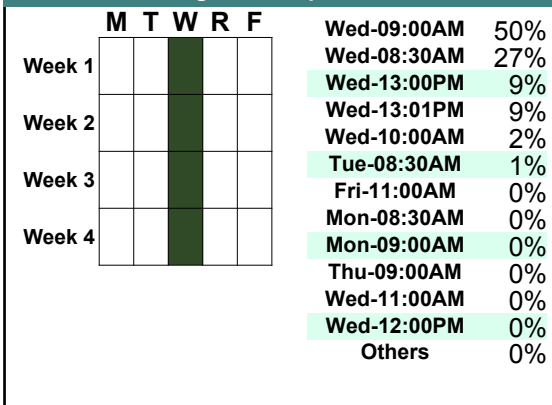 M T W R F
Week 1
Week 2
Week 3
Week 4
Wed-09:00AM 50%
Wed-08:30AM 27%
Wed-13:00PM 9%
Wed-13:01PM 9%
Wed-10:00AM 2%
Tue-08:30AM 1%
Fri-11:00AM 0%
Mon-08:30AM 0%
Mon-09:00AM 0%
Thu-09:00AM 0%
Wed-11:00AM 0%
Wed-12:00PM 0%
Others 0%